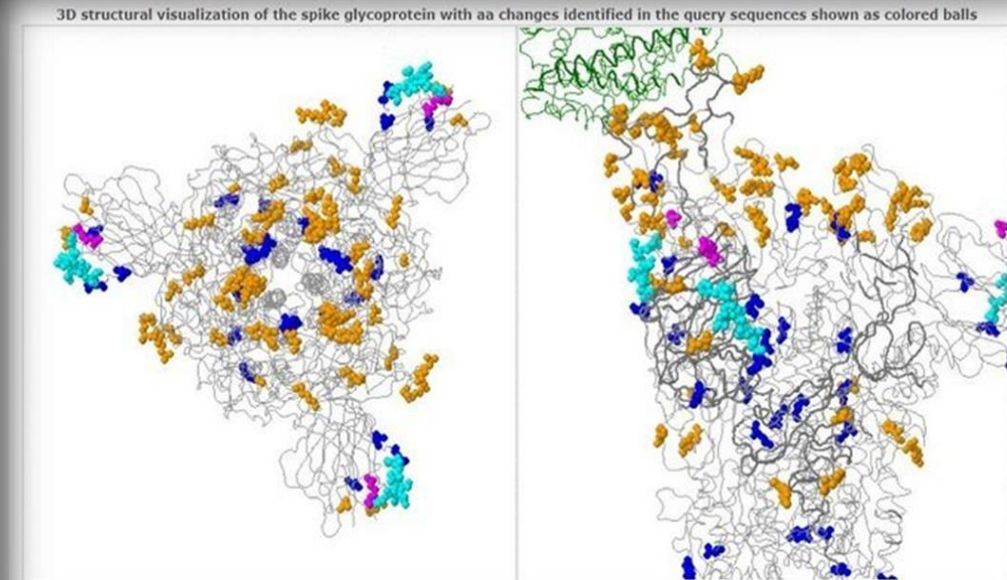 3D structural visualization of the spike glycoprotein with aa changes identified in the query sequences shown as colored balls